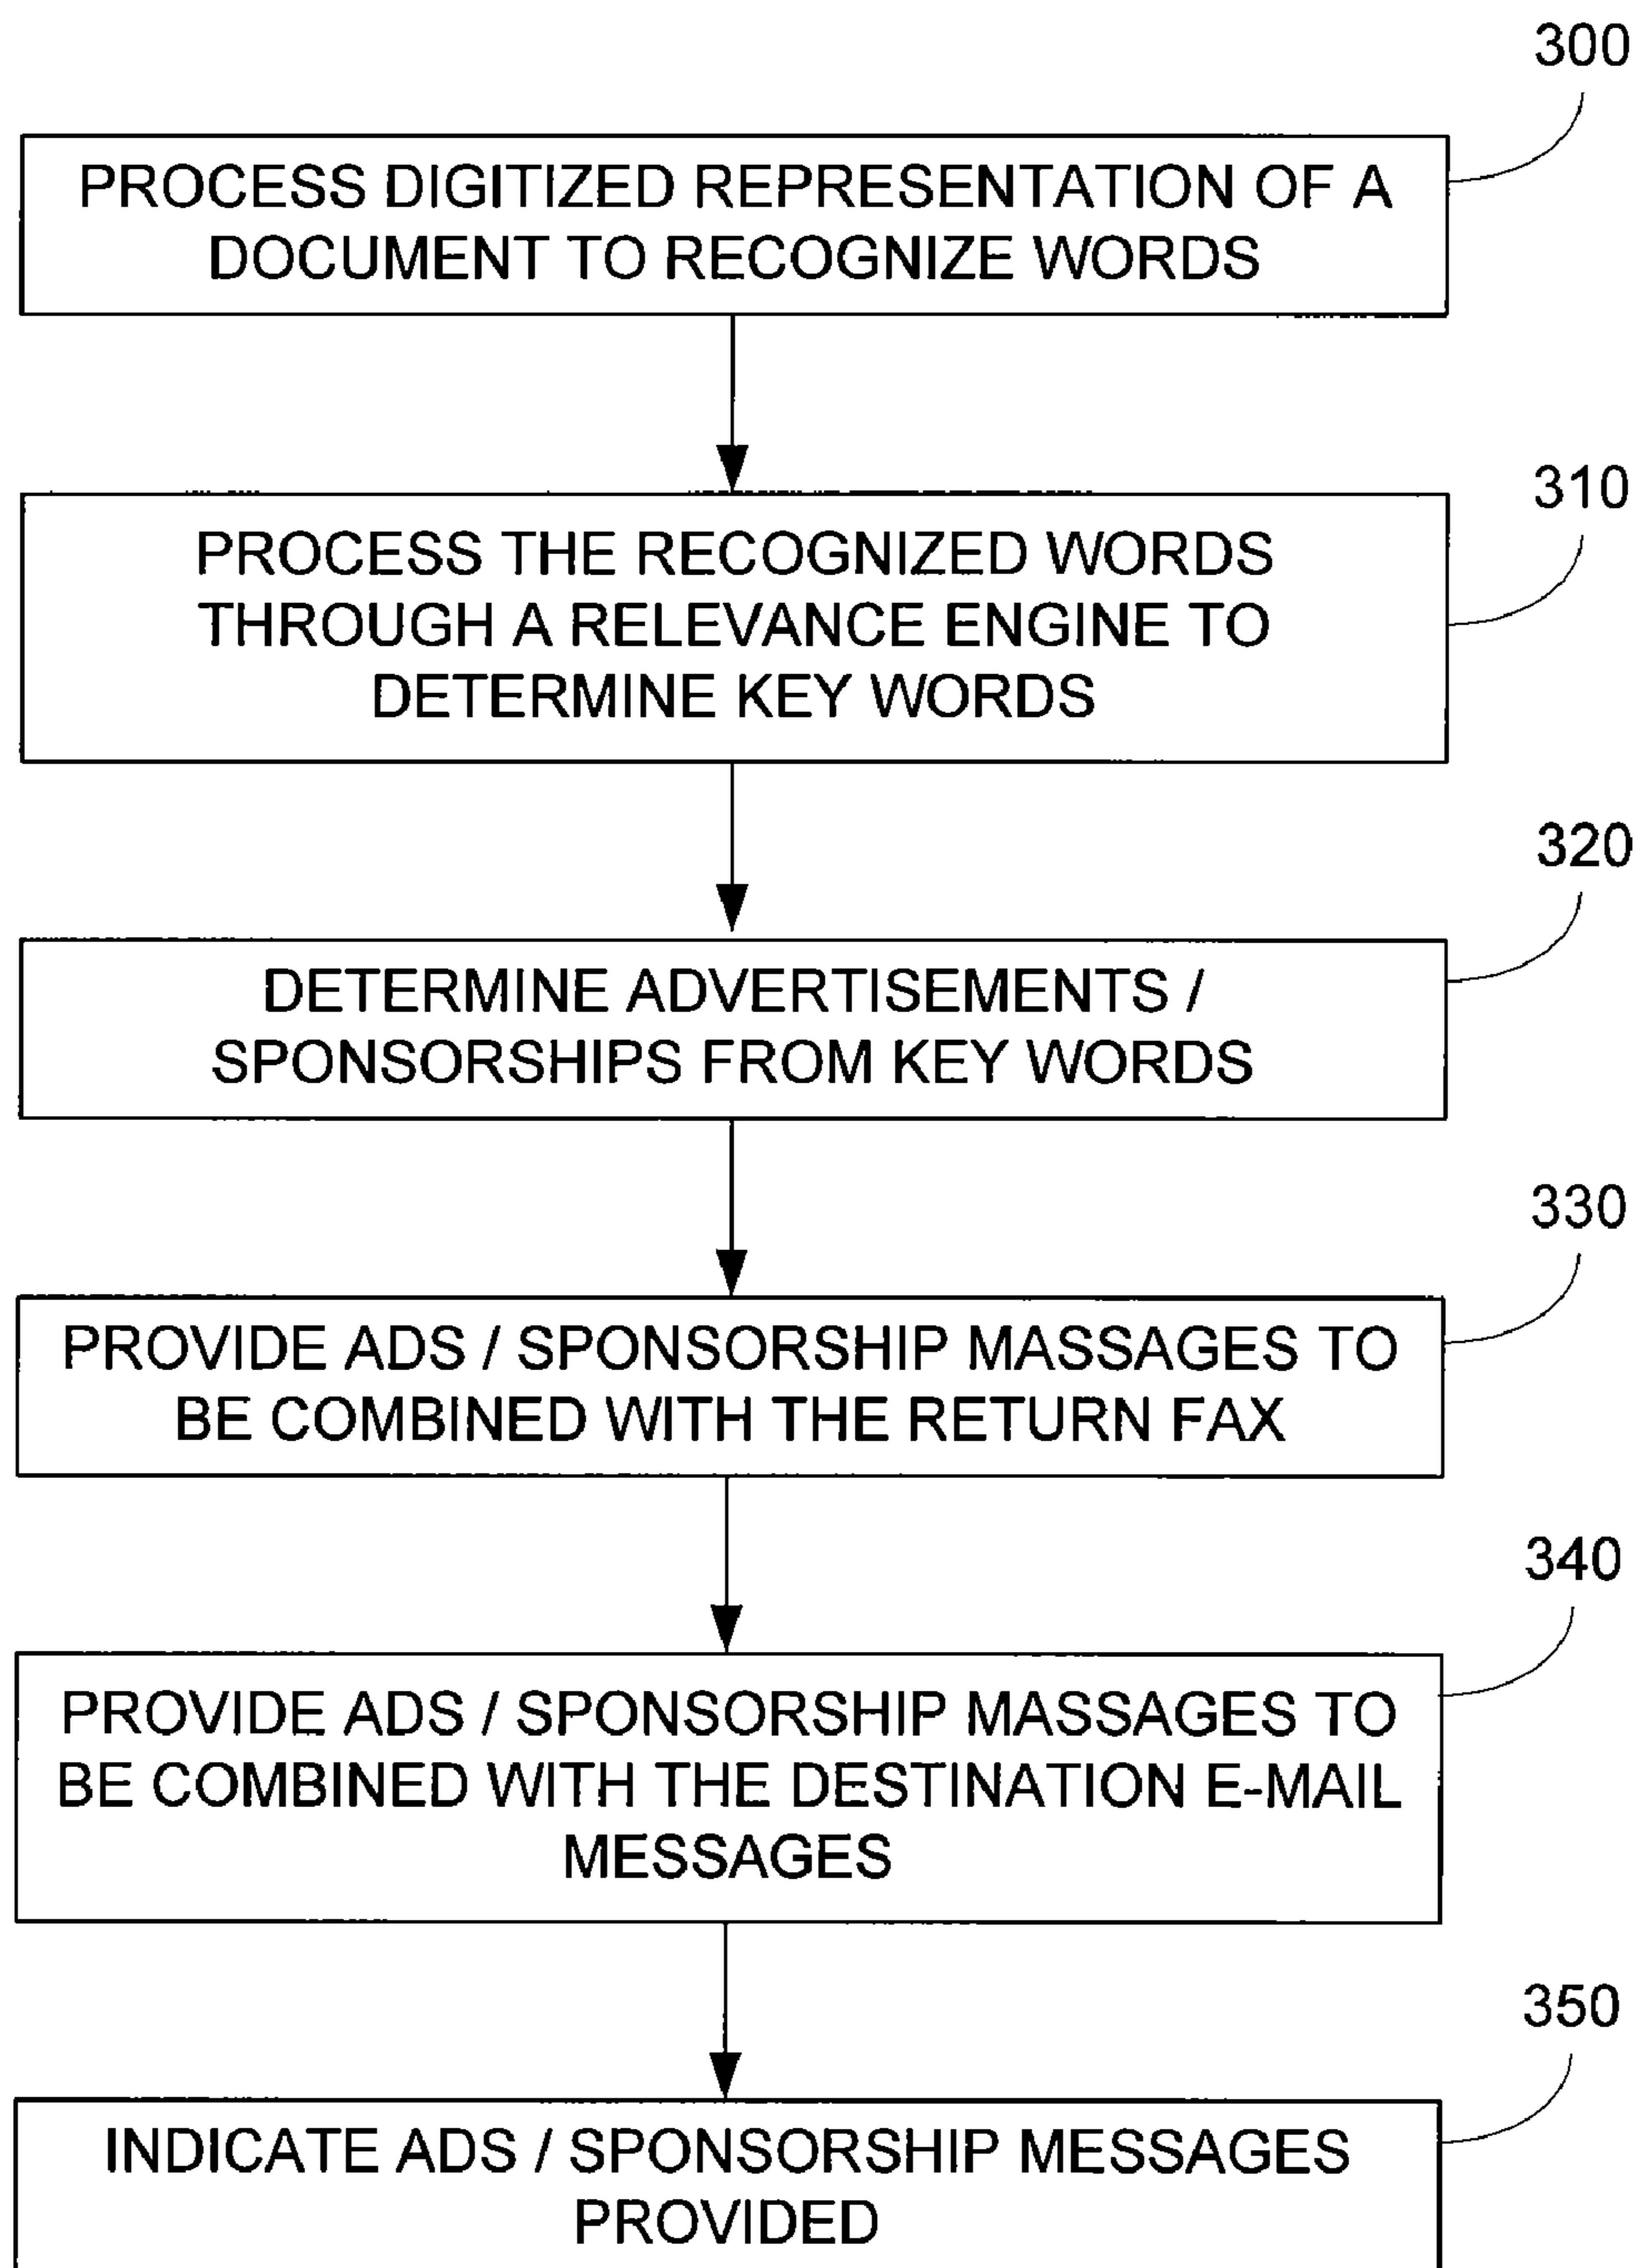 300
PROCESS DIGITIZED REPRESENTATION OF A
DOCUMENT TO RECOGNIZE WORDS
310
PROCESS THE RECOGNIZED WORDS
THROUGH A RELEVANCE ENGINE TO
DETERMINE KEY WORDS
320
DETERMINE ADVERTISEMENTS /
SPONSORSHIPS FROM KEY WORDS
330
PROVIDE ADS / SPONSORSHIP MASSAGES TO
BE COMBINED WITH THE RETURN FAX
340
PROVIDE ADS / SPONSORSHIP MASSAGES TO
BE COMBINED WITH THE DESTINATION E-MAIL
MESSAGES
350
INDICATE ADS / SPONSORSHIP MESSAGES
PROVIDED